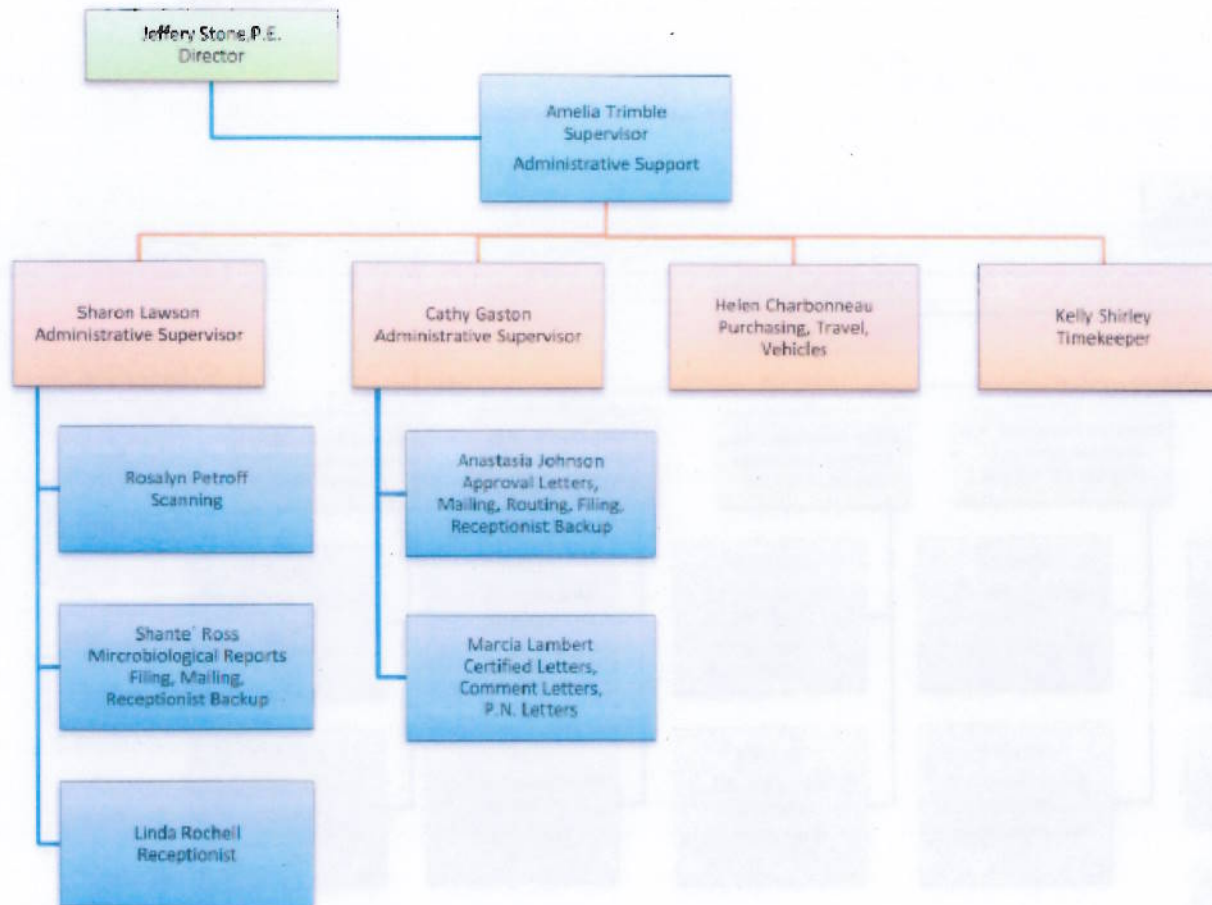 Jeffery Stone, P.E.
Director
Amelia Trimble
Supervisor
Administrative Support
Sharon Lawson
Administrative Supervisor
Cathy Gaston
Administrative Supervisor
Helen Charbonneau
Purchasing, Travel,
Vehicles
Kelly Shirley
Timekeeper
Rosalyn Petroff
Scanning
Shante´ Ross
Mircrobiological Reports
Filing, Mailing,
Receptionist Backup
Linda Rochell
Receptionist
Anastasia Johnson
Approval Letters,
Mailing, Routing, Filing,
Receptionist Backup
Marcia Lambert
Certified Letters,
Comment Letters,
P.N. Letters